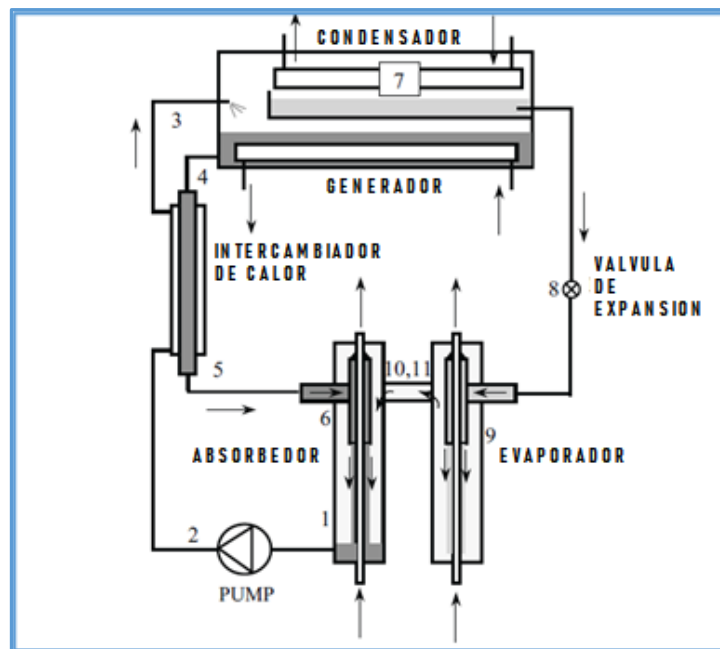 CONDENSADOR
7
3
4
GENERADOR
INTERCAMBIADOR
DE CALOR
VALVULA
DE
EXPANSION
8
5
10,11
6
9
ABSORBEDOR
EVAPORADOR
1
2
PUMP